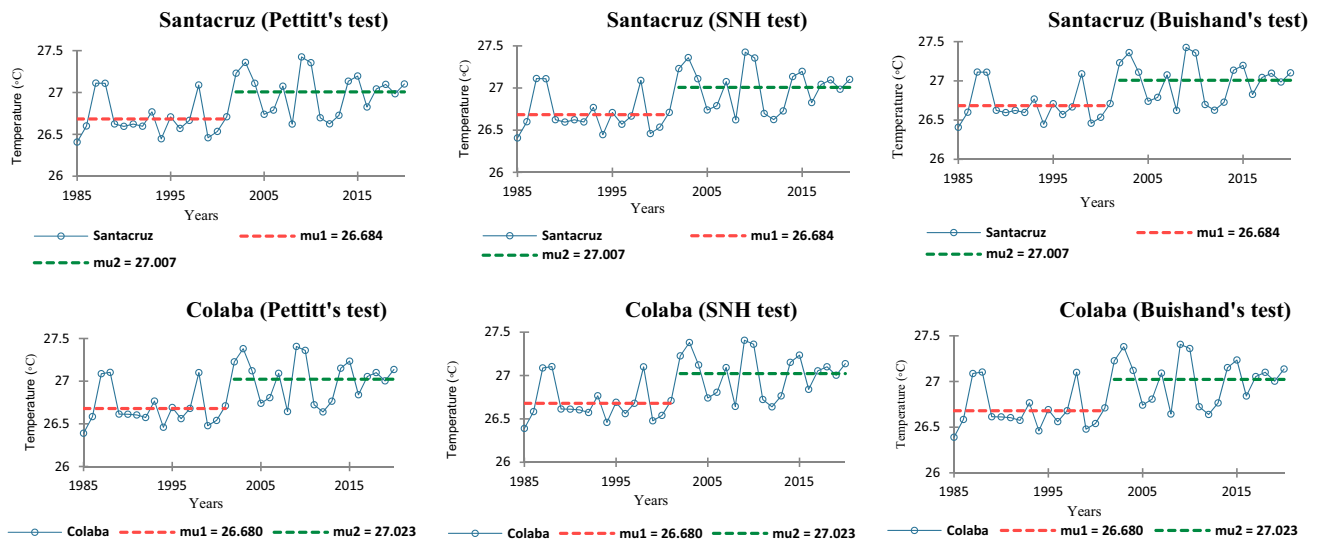 Santacruz (Pettitt's test)
27.5
27
26.5
26
Temperature (◦C)
1985 1995 2005 2015
Years
Santacruz mu1 = 26.684
mu2 = 27.007
Santacruz (SNH test)
27.5
27
26.5
26
Temperature (◦C)
1985 1995 2005 2015
Years
Santacruz mu1 = 26.684
mu2 = 27.007
Santacruz (Buishand's test)
27.5
27
26.5
26
Temperature (◦C)
1985 1995 2005 2015
Years
Santacruz mu1 = 26.684
mu2 = 27.007
Colaba (Pettitt's test)
27.5
27
26.5
26
Temperature (◦C)
1985 1995 2005 2015
Years
Colaba mu1 = 26.680 mu2 = 27.023
Colaba (SNH test)
27.5
27
26.5
26
Temperature (◦C)
1985 1995 2005 2015
Years
Colaba mu1 = 26.680 mu2 = 27.023
Colaba (Buishand's test)
27.5
27
26.5
26
Temperature (◦C)
1985 1995 2005 2015
Years
Colaba mu1 = 26.680 mu2 = 27.023